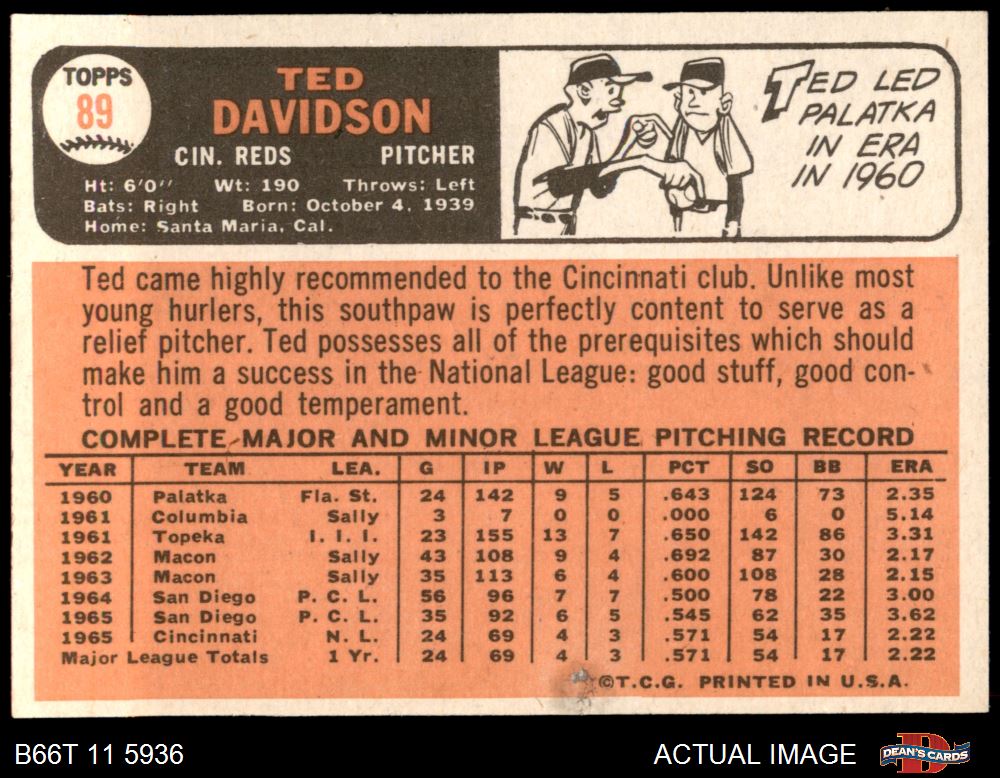 TOPPS
89
TED
DAVIDSON
CIN. REDS PITCHER
Ht: 6'0" Wt: 190 Throws: Left
Bats: Right Born: October 4, 1939
Home: Santa Maria, Cal.
TED LED
PALATKA
IN ERA
IN 1960
Ted came highly recommended to the Cincinnati club. Unlike most
young hurlers, this southpaw is perfectly content to serve as a
relief pitcher. Ted possesses all of the prerequisites which should
make him a success in the National League: good stuff, good con-
trol and a good temperament.
COMPLETE MAJOR AND MINOR LEAGUE PITCHING RECORD
YEAR TEAM LEA. G IP W L PCT SO BB ERA
1960 Palatka Fla. St. 24 142 9 5 .643 124 73 2.35
1961 Columbia Sally 3 7 0 0 .000 6 0 5.14
1961 Topeka I. I. I. 23 155 13 7 .650 142 86 3.31
1962 Macon Sally 43 108 9 4 .692 87 30 2.17
1963 Macon Sally 35 113 6 4 .600 108 28 2.15
1964 San Diego P. C. L. 56 96 7 7 .500 78 22 3.00
1965 San Diego P. C. L. 35 92 6 5 .545 62 35 3.62
1965 Cincinnati N. L. 24 69 4 3 .571 54 17 2.22
Major League Totals 1 Yr. 24 69 4 3 .571 54 17 2.22
©T.C.G. PRINTED IN U.S.A.
B66T 11 5936 ACTUAL IMAGE DEAN'S CARDS